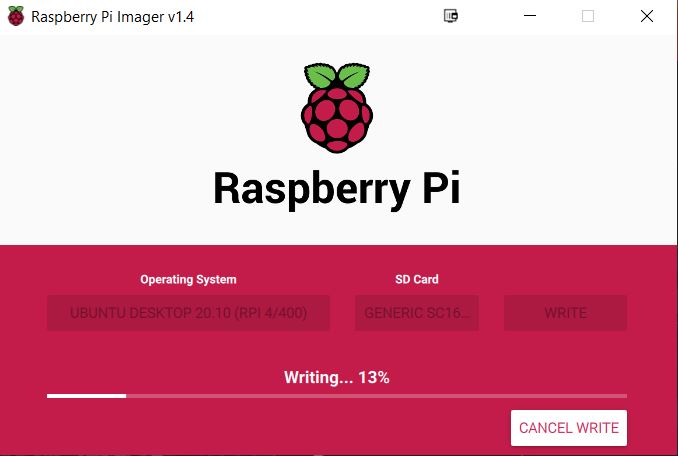 Raspberry Pi Imager v1.4
Raspberry Pi
Operating System
SD Card
UBUNTU DESKTOP 20.10 (RPI 4/400)
GENERIC SC16...
WRITE
Writing... 13%
CANCEL WRITE